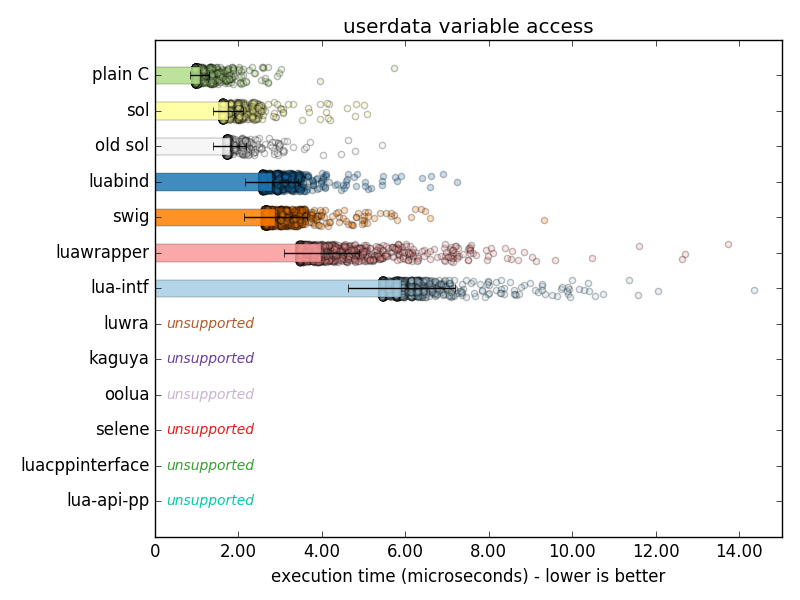 userdata variable access
plain C
sol
old sol
luabind
swig
luawrapper
lua-intf
luwra unsupported
kaguya unsupported
oolua unsupported
selene unsupported
luacppinterface unsupported
lua-api-pp unsupported
0 2.00 4.00 6.00 8.00 10.00 12.00 14.00
execution time (microseconds) - lower is better